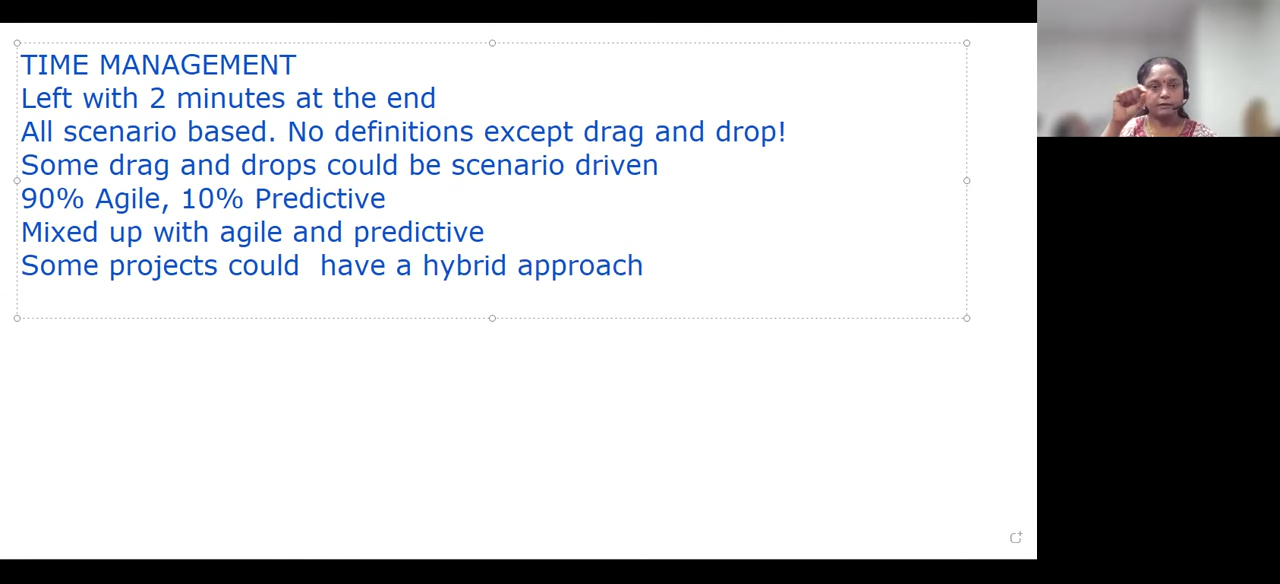 TIME MANAGEMENT
Left with 2 minutes at the end
All scenario based. No definitions except drag and drop!
Some drag and drops could be scenario driven
90% Agile, 10% Predictive
Mixed up with agile and predictive
Some projects could  have a hybrid approach